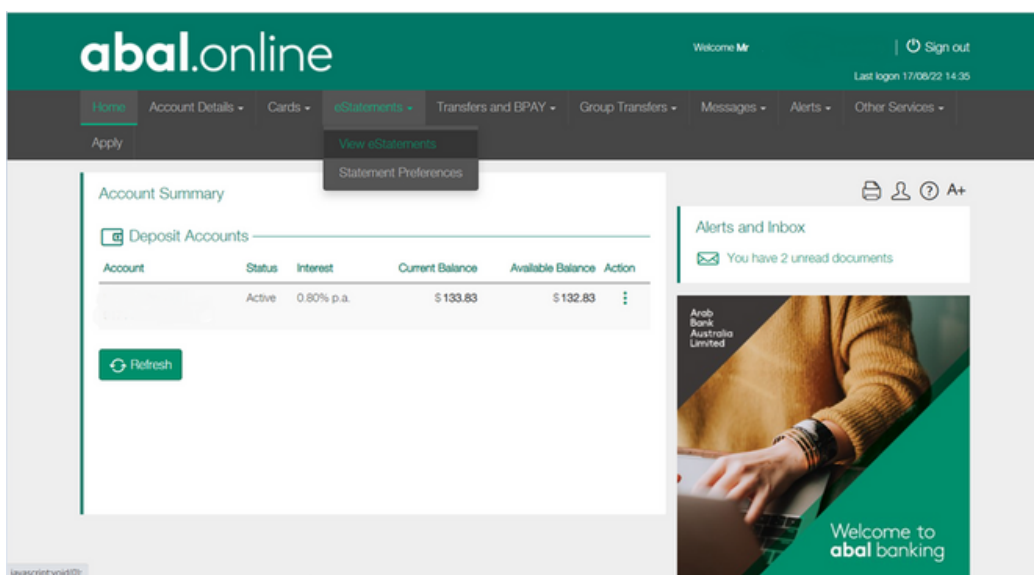 abal.online
Welcome Mr
Sign out
Last logon 17/08/22 14:35
Home Account Details Cards eStatements Transfers and BPAY Group Transfers Messages Alerts Other Services
Apply
View eStatements
Statement Preferences
Account Summary
A+
Deposit Accounts
Account Status Interest Current Balance Available Balance Action
Active 0.80% p.a. $133.83 $132.83
Refresh
Alerts and Inbox
You have 2 unread documents
Arab
Bank
Australia
Limited
Welcome to
abal banking
javascript:void(0);